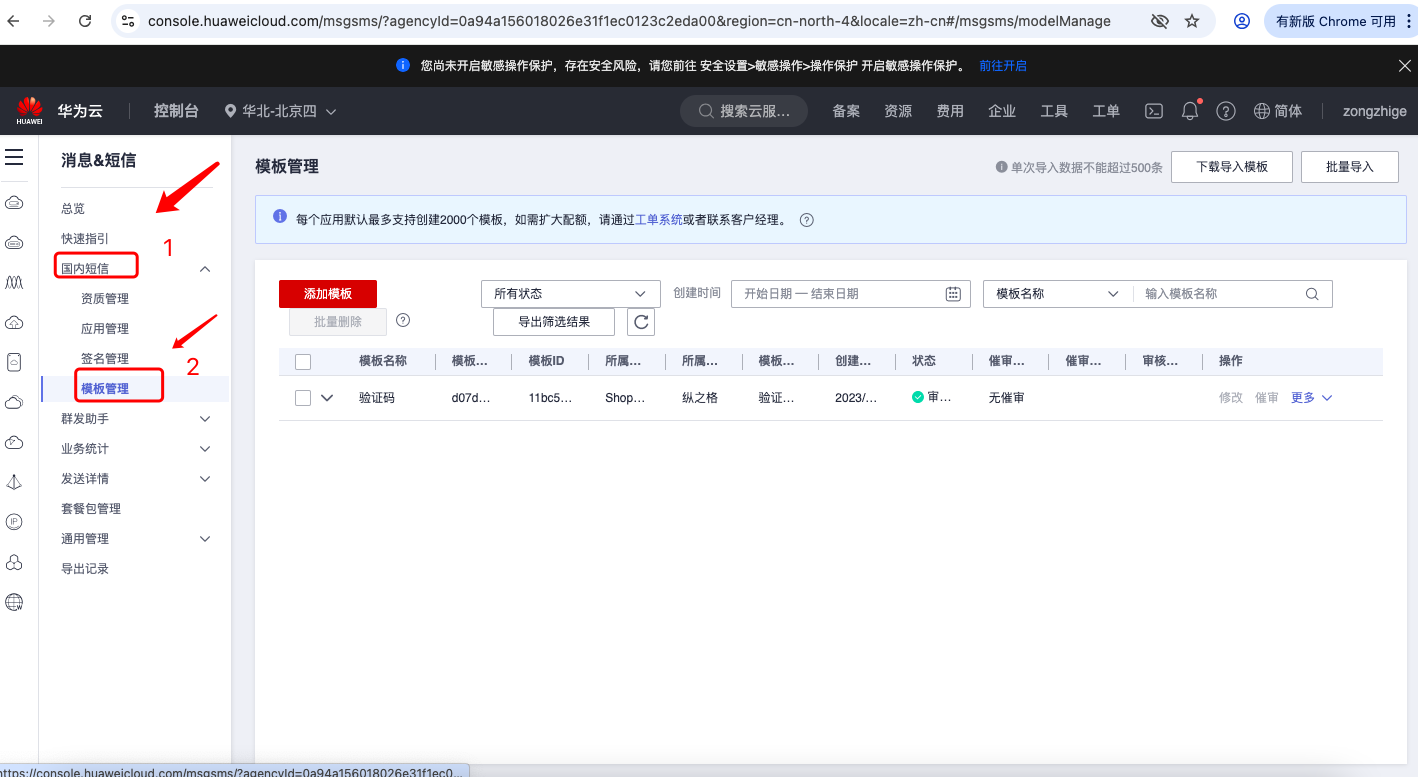 console.huaweicloud.com/msgsms/?agencyId=0a94a156018026e31f1ec0123c2eda00&region=cn-north-4&locale=zh-cn#/msgsms/modelManage
有新版 Chrome 可用
您尚未开启敏感操作保护，存在安全风险，请您前往 安全设置>敏感操作>操作保护 开启敏感操作保护。 前往开启
HUAWEI 华为云 控制台 华北-北京四 搜索云服... 备案 资源 费用 企业 工具 工单 简体 zongzhige
消息&短信
总览
快速指引
1
国内短信
资质管理
应用管理
签名管理
2
模板管理
群发助手
业务统计
发送详情
套餐包管理
通用管理
导出记录
模板管理 单次导入数据不能超过500条 下载导入模板 批量导入
每个应用默认最多支持创建2000个模板，如需扩大配额，请通过工单系统或者联系客户经理。
添加模板 所有状态 创建时间 开始日期 — 结束日期 模板名称 输入模板名称
批量删除 导出筛选结果
模板名称 模板... 模板ID 所属... 所属... 模板... 创建... 状态 催审... 催审... 审核... 操作
验证码 d07d... 11bc5... Shop... 纵之格 验证... 2023/... 审... 无催审 修改 催审 更多
https://console.huaweicloud.com/msgsms/?agencyId=0a94a156018026e31f1ec0...